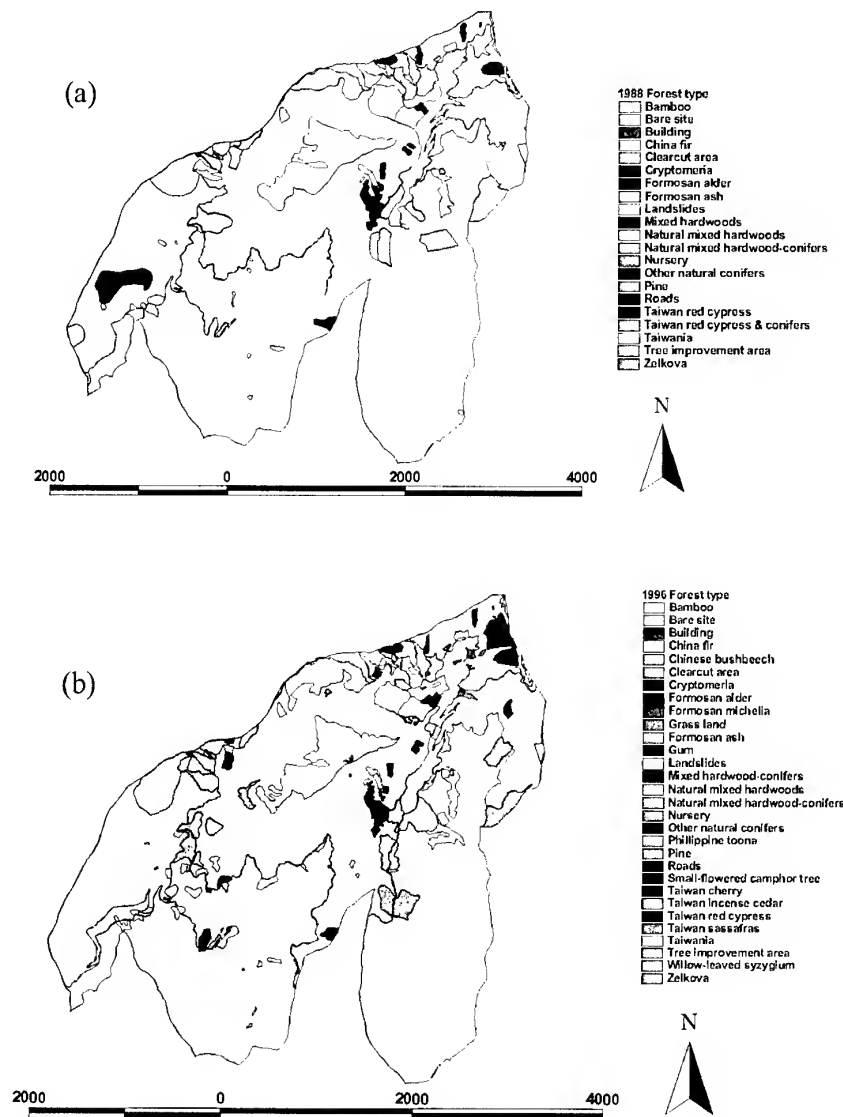 (a)
1988 Forest type
Bamboo
Bare site
Building
China fir
Clearcut area
Cryptomeria
Formosan alder
Formosan ash
Landslides
Mixed hardwoods
Natural mixed hardwoods
Natural mixed hardwood-conifers
Nursery
Other natural conifers
Pine
Roads
Taiwan red cypress
Taiwan red cypress & conifers
Taiwania
Tree improvement area
Zelkova
N
2000 0 2000 4000
(b)
1996 Forest type
Bamboo
Bare site
Building
China fir
Chinese bushbeech
Clearcut area
Cryptomeria
Formosan alder
Formosan michelia
Grass land
Formosan ash
Gum
Landslides
Mixed hardwood-conifers
Natural mixed hardwoods
Natural mixed hardwood-conifers
Nursery
Other natural conifers
Phillippine toona
Pine
Roads
Small-flowered camphor tree
Taiwan cherry
Taiwan incense cedar
Taiwan red cypress
Taiwan sassafras
Taiwania
Tree improvement area
Willow-leaved syzygium
Zelkova
N
2000 0 2000 4000